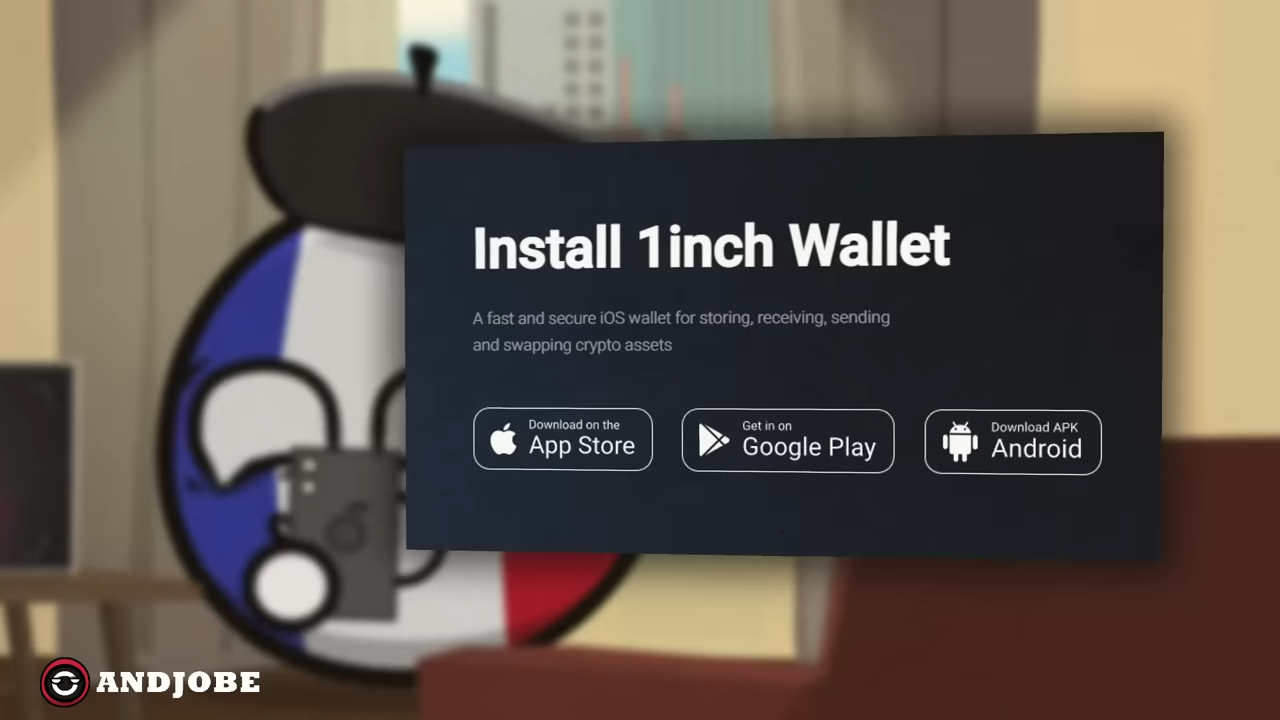 Install 1inch Wallet
A fast and secure iOS wallet for storing, receiving, sending
and swapping crypto assets
Download on the
App Store
Get in on
Google Play
Download APK
Android
ANDJOBE